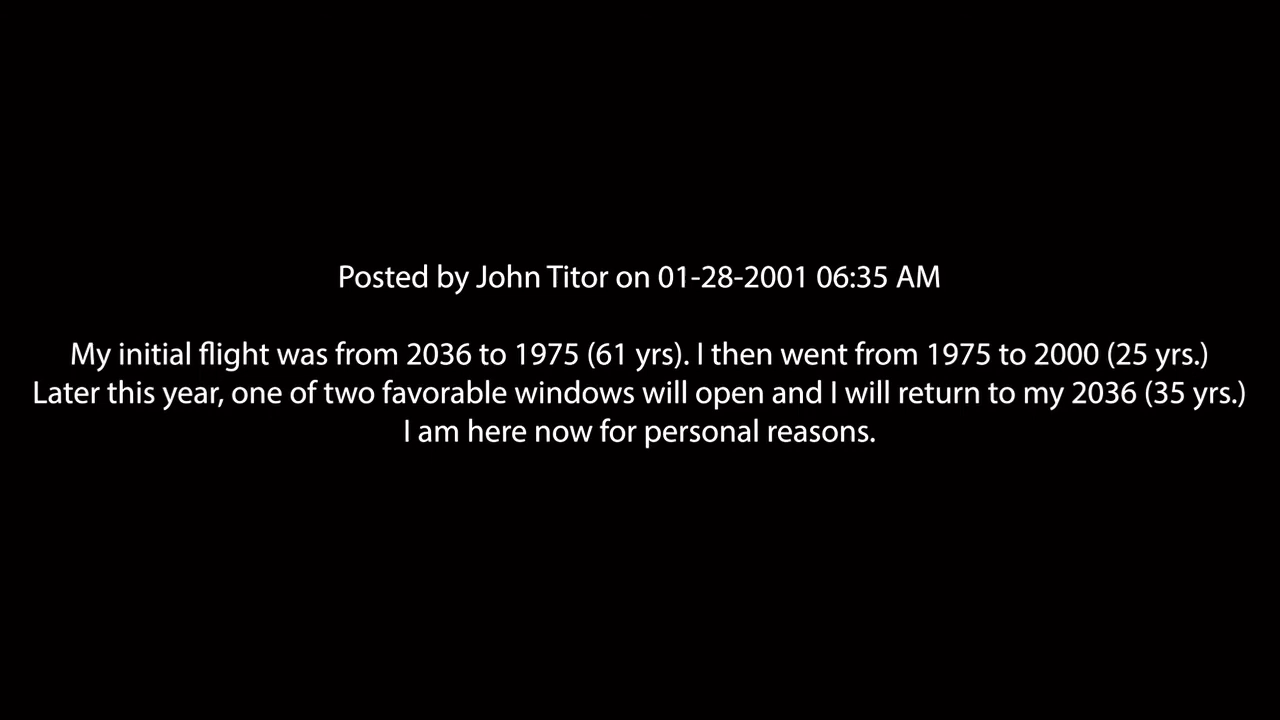 Posted by John Titor on 01-28-2001 06:35 AM
My initial flight was from 2036 to 1975 (61 yrs). I then went from 1975 to 2000 (25 yrs.)
Later this year, one of two favorable windows will open and I will return to my 2036 (35 yrs.)
I am here now for personal reasons.